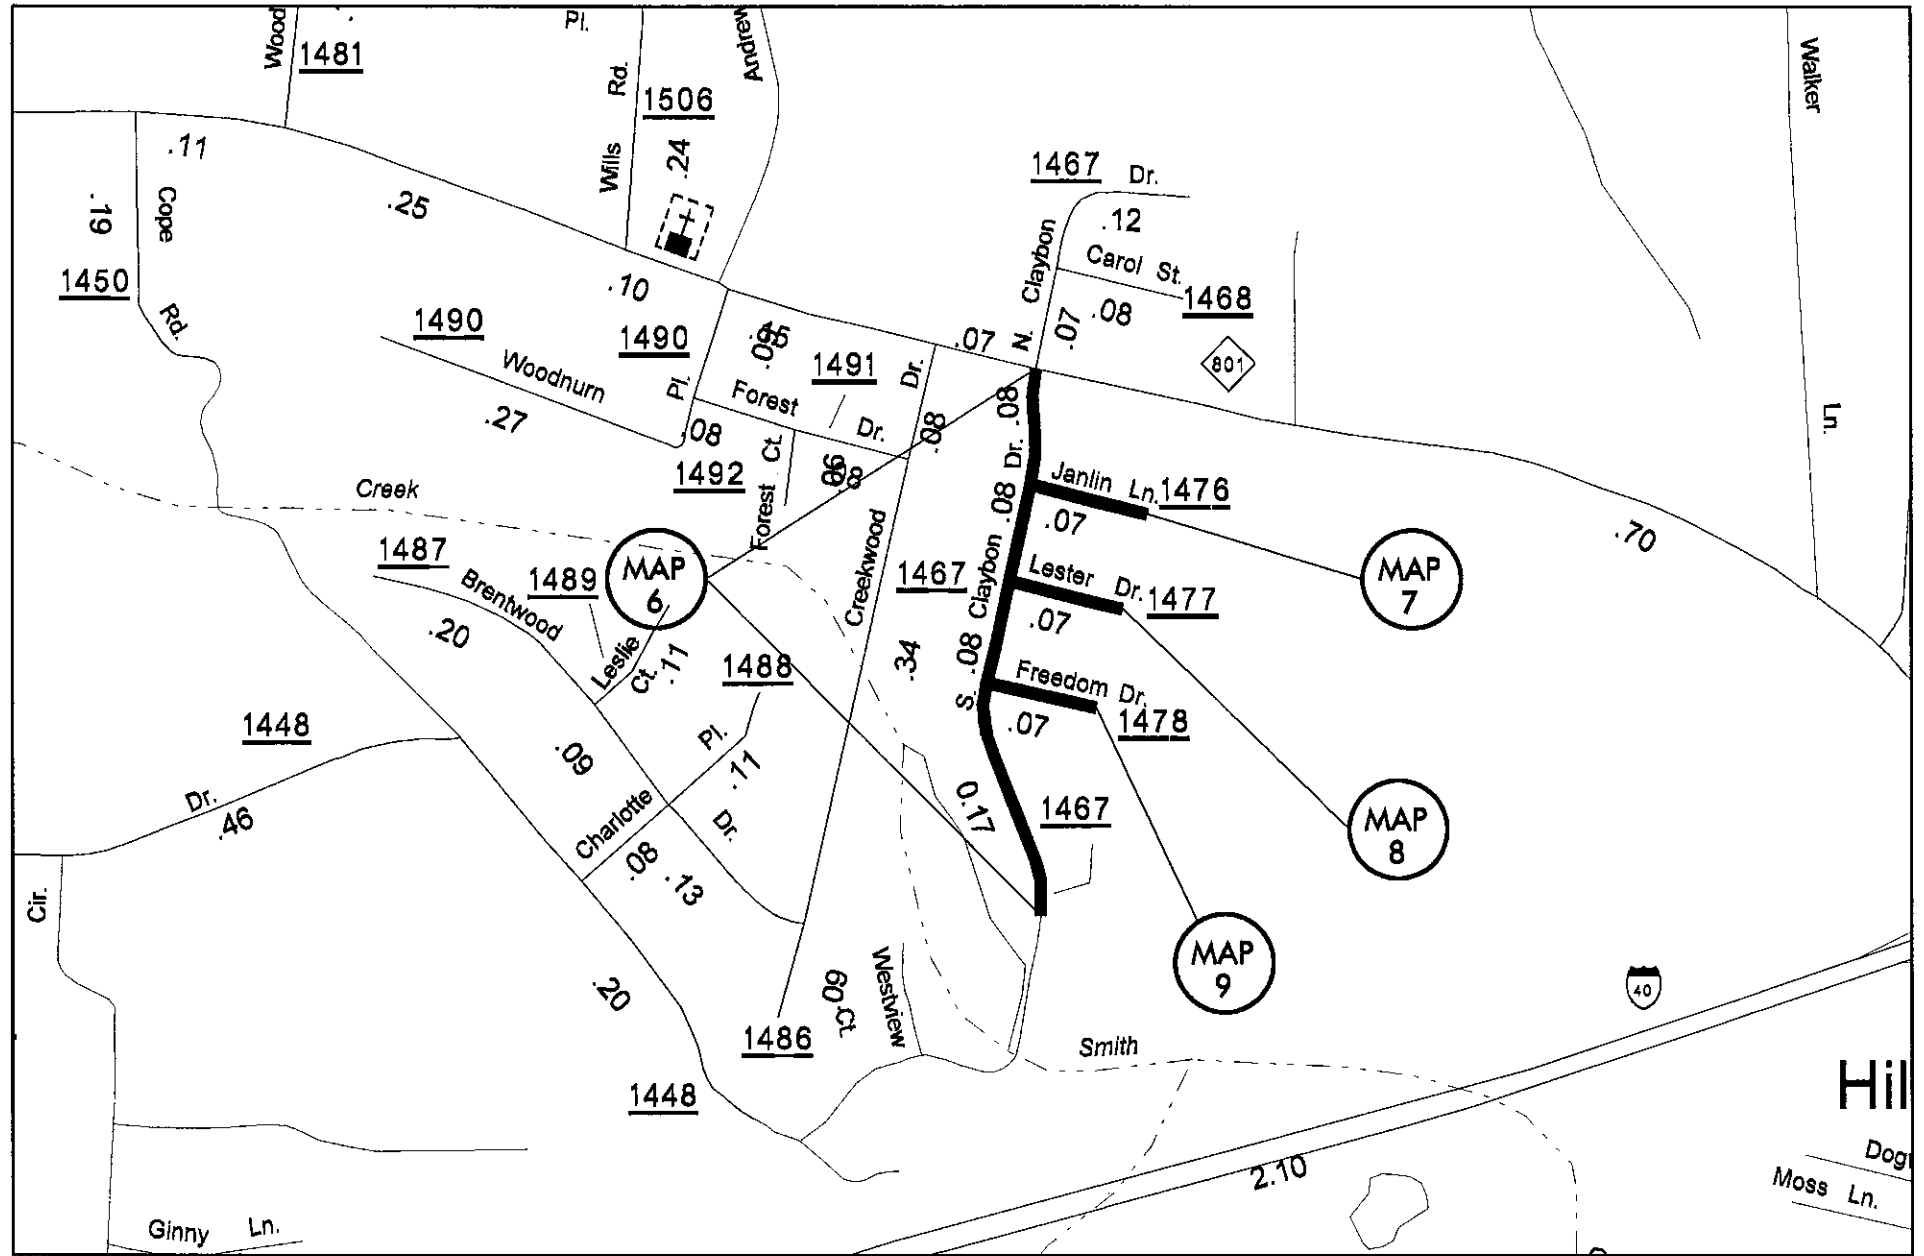 1481
Pl.
Wills Rd.
1506
.24
Andrew
Walker
Ln.
.11
.19
Cope
Rd.
1450
.25
.10
1467
Dr.
.12
N. Claybon
Carol St.
1468
.08
.07
801
.07
1490
Woodnurn
.27
1490
Pl.
1491
Forest Dr.
.08
1492
Forest Ct.
Dr.
.08
Creekwood
.08
Dr.
.08
S. Claybon
.08
1467
.34
Janlin Ln.
1476
.07
Lester Dr.
1477
.07
Freedom Dr.
1478
.07
0.17
1467
.70
MAP
6
MAP
7
MAP
8
MAP
9
Creek
1487
Brentwood
.20
1489
Leslie
Ct.
.11
1488
Pl.
.11
Charlotte
.09
Dr.
.08
.13
1448
Dr.
.46
Cir.
.20
1486
.09
Ct.
Westview
1448
Smith
40
2.10
Hil
Moss Ln.
Ginny Ln.